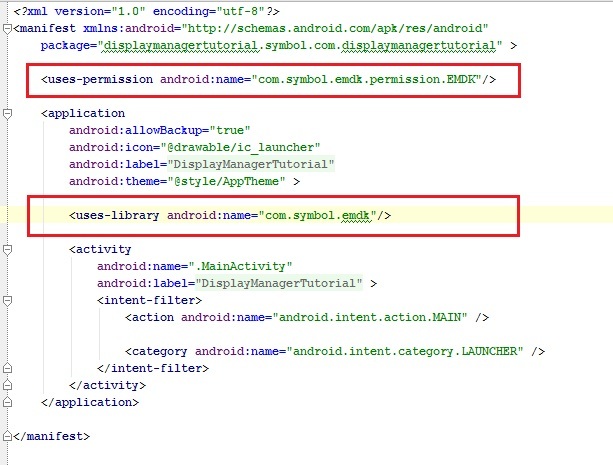 <?xml version="1.0" encoding="utf-8"?>
<manifest xmlns:android="http://schemas.android.com/apk/res/android"
    package="displaymanagertutorial.symbol.com.displaymanagertutorial" >
    <uses-permission android:name="com.symbol.emdk.permission.EMDK"/>
    <application
        android:allowBackup="true"
        android:icon="@drawable/ic_launcher"
        android:label="DisplayManagerTutorial"
        android:theme="@style/AppTheme" >
        <uses-library android:name="com.symbol.emdk"/>
        <activity
            android:name=".MainActivity"
            android:label="DisplayManagerTutorial" >
            <intent-filter>
                <action android:name="android.intent.action.MAIN" />
                <category android:name="android.intent.category.LAUNCHER" />
            </intent-filter>
        </activity>
    </application>
</manifest>